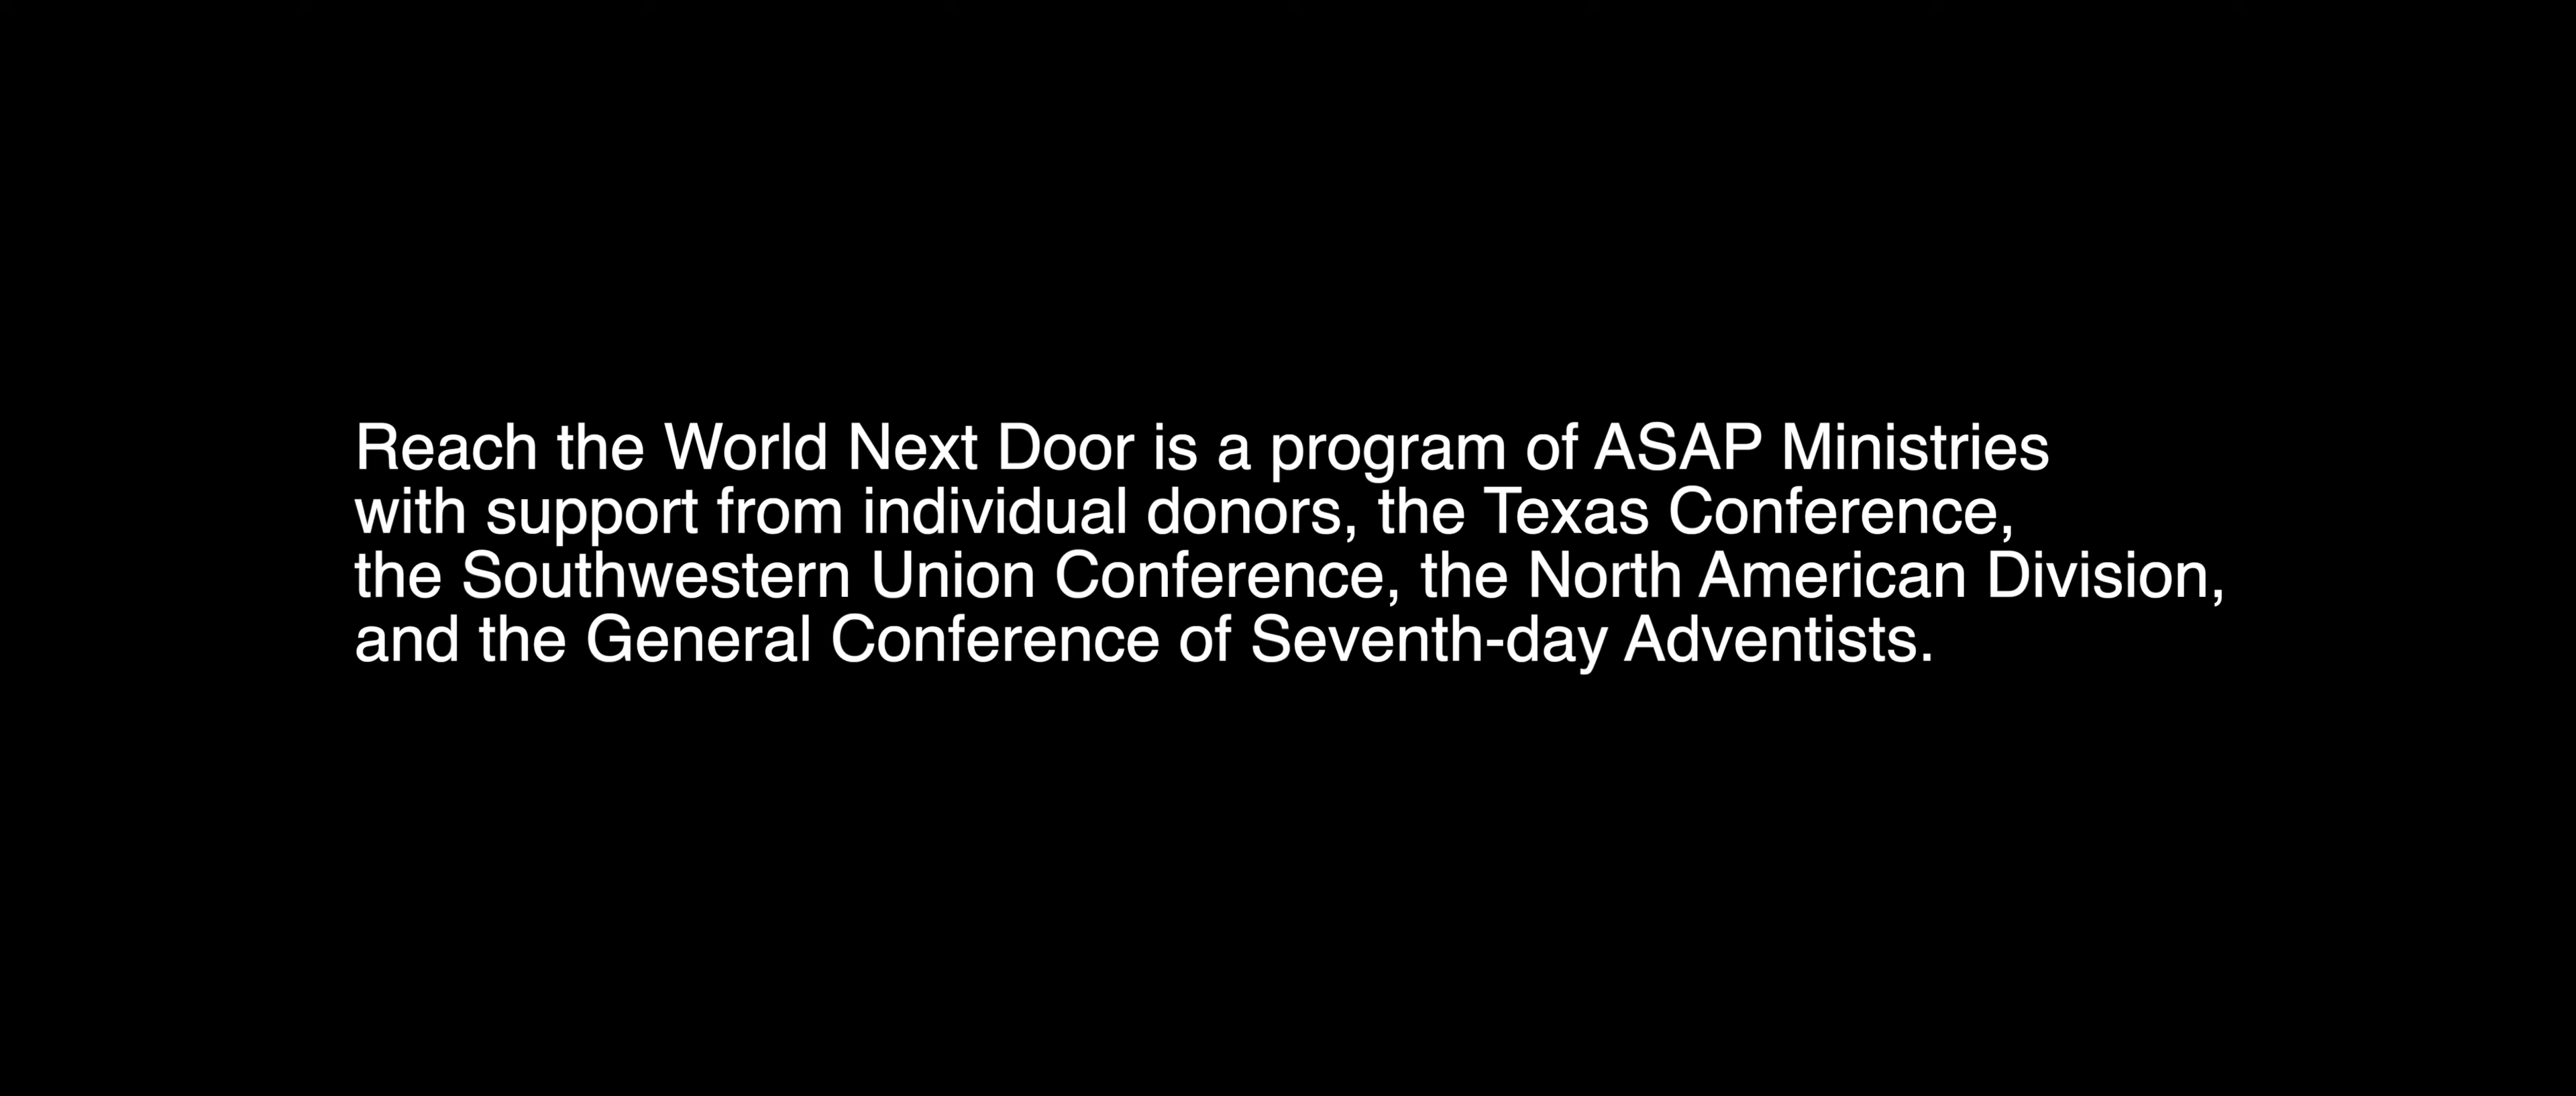 Reach the World Next Door is a program of ASAP Ministries
with support from individual donors, the Texas Conference,
the Southwestern Union Conference, the North American Division,
and the General Conference of Seventh-day Adventists.